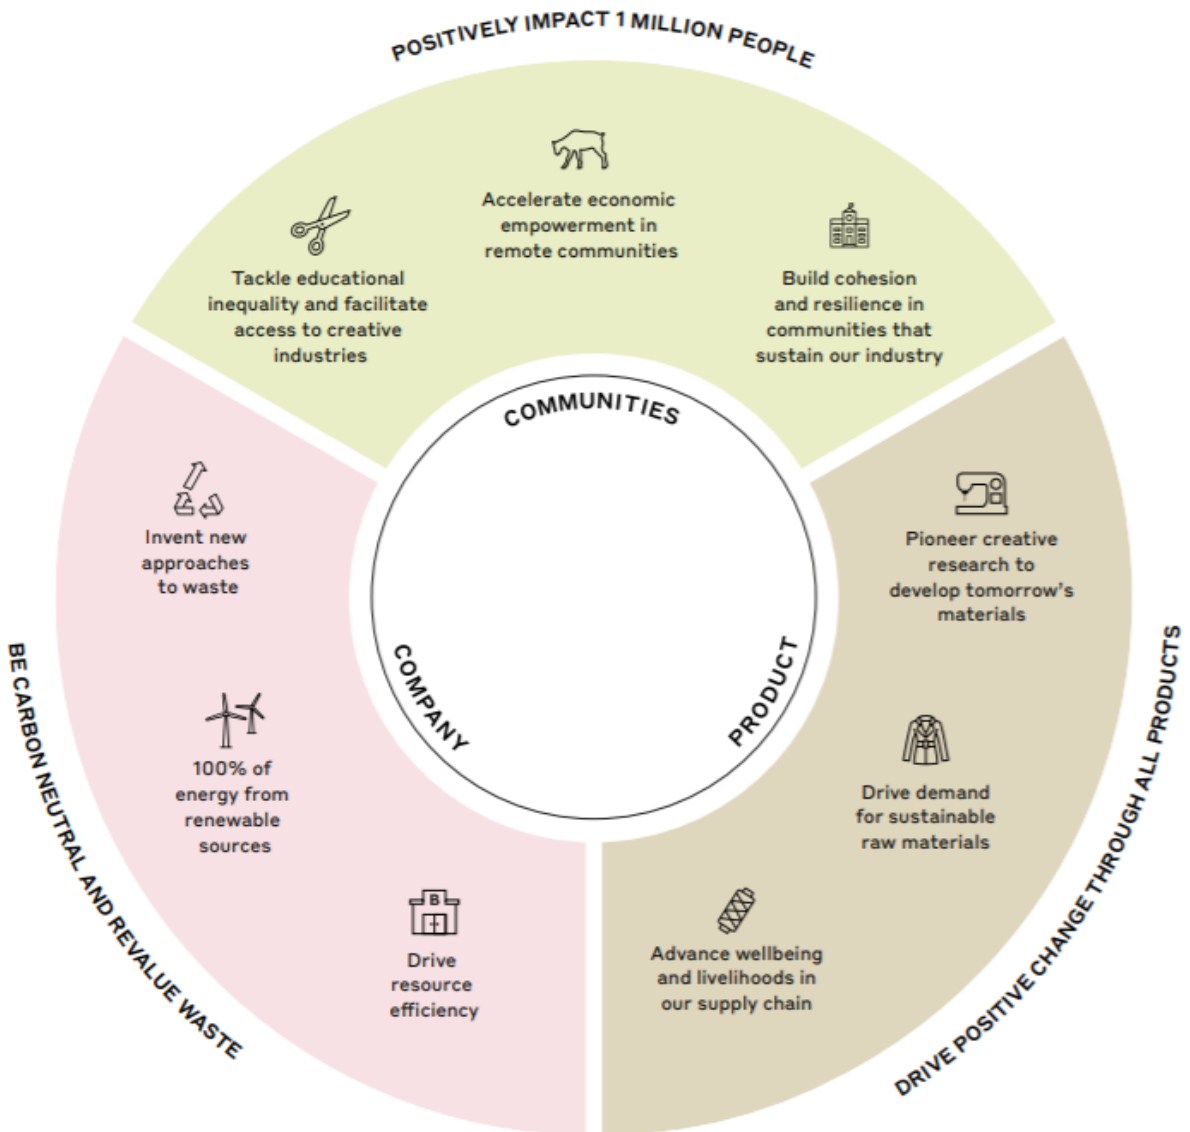 POSITIVELY IMPACT 1 MILLION PEOPLE
Accelerate economic
empowerment in
remote communities
Tackle educational
inequality and facilitate
access to creative
industries
Build cohesion
and resilience in
communities that
sustain our industry
COMMUNITIES
Invent new
approaches
to waste
Pioneer creative
research to
develop tomorrow's
materials
COMPANY
PRODUCT
100% of
energy from
renewable
sources
Drive demand
for sustainable
raw materials
B
Drive
resource
efficiency
Advance wellbeing
and livelihoods in
our supply chain
BE CARBON NEUTRAL AND REVALUE WASTE
DRIVE POSITIVE CHANGE THROUGH ALL PRODUCTS